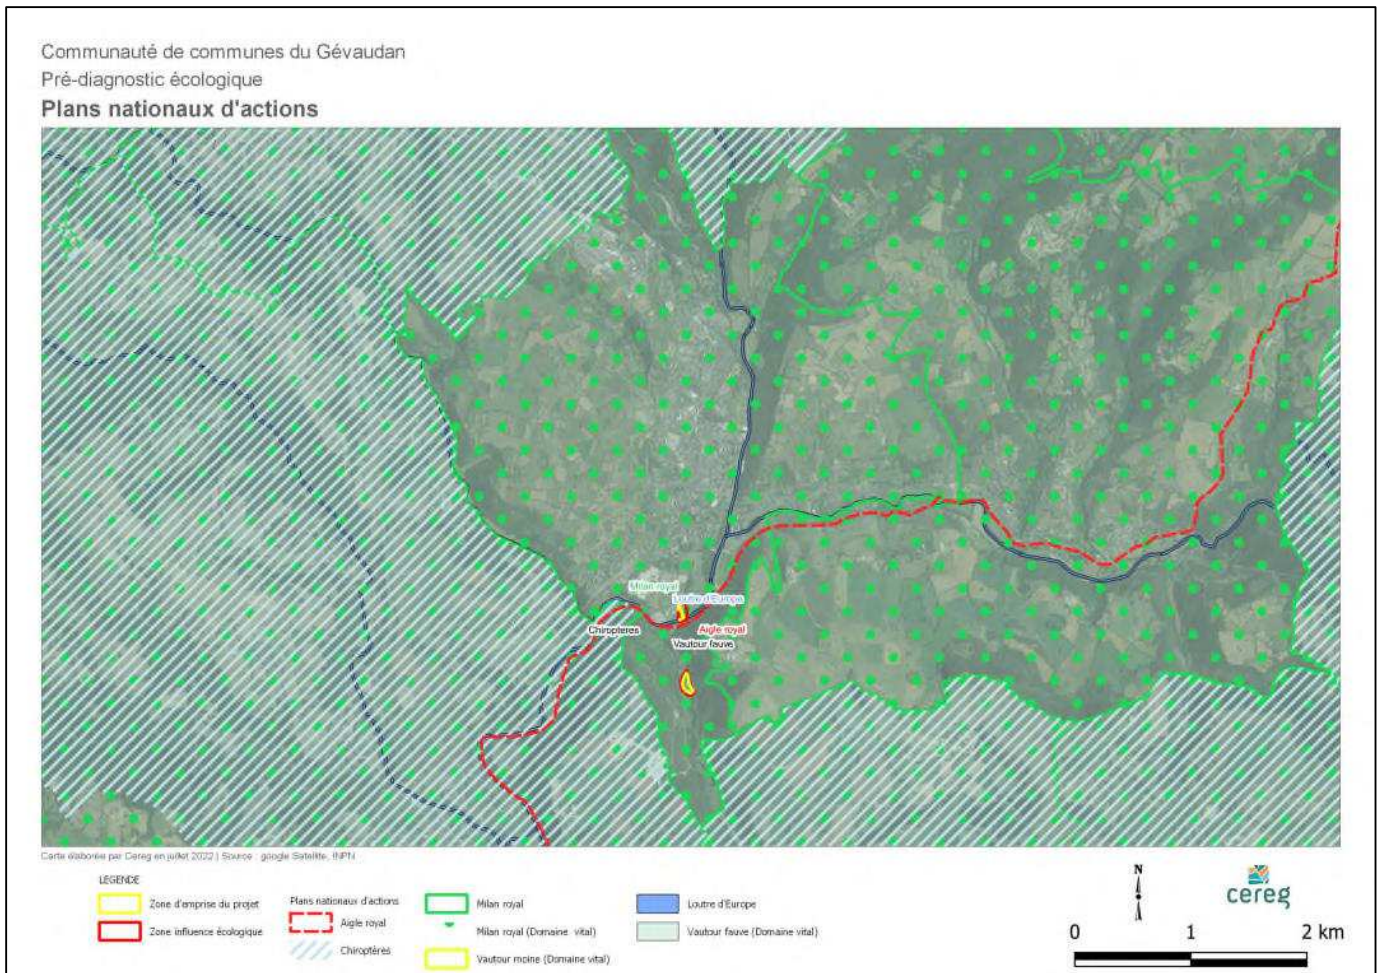 Communauté de communes du Gévaudan
Pré-diagnostic écologique
Plans nationaux d'actions
Milan royal
Loutre d'Europe
Chiroptères
Aigle royal
Vautour fauve
Carte élaborée par Cereg en juillet 2022 | Source : google Satellite, INPN
LEGENDE
Zone d'emprise du projet
Zone influence écologique
Plans nationaux d'actions
Aigle royal
Chiroptères
Milan royal
Milan royal (Domaine vital)
Vautour moine (Domaine vital)
Loutre d'Europe
Vautour fauve (Domaine vital)
N
cereg
0 1 2 km